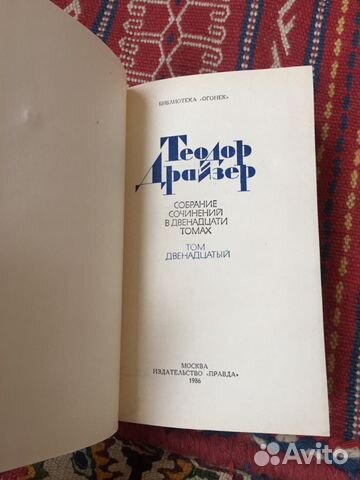 БИБЛИОТЕКА «ОГОНЕК»
Теодор
Драйзер
СОБРАНИЕ
СОЧИНЕНИЙ
В ДВЕНАДЦАТИ
ТОМАХ
ТОМ
ДВЕНАДЦАТЫЙ
МОСКВА
ИЗДАТЕЛЬСТВО «ПРАВДА»
1986
Avito